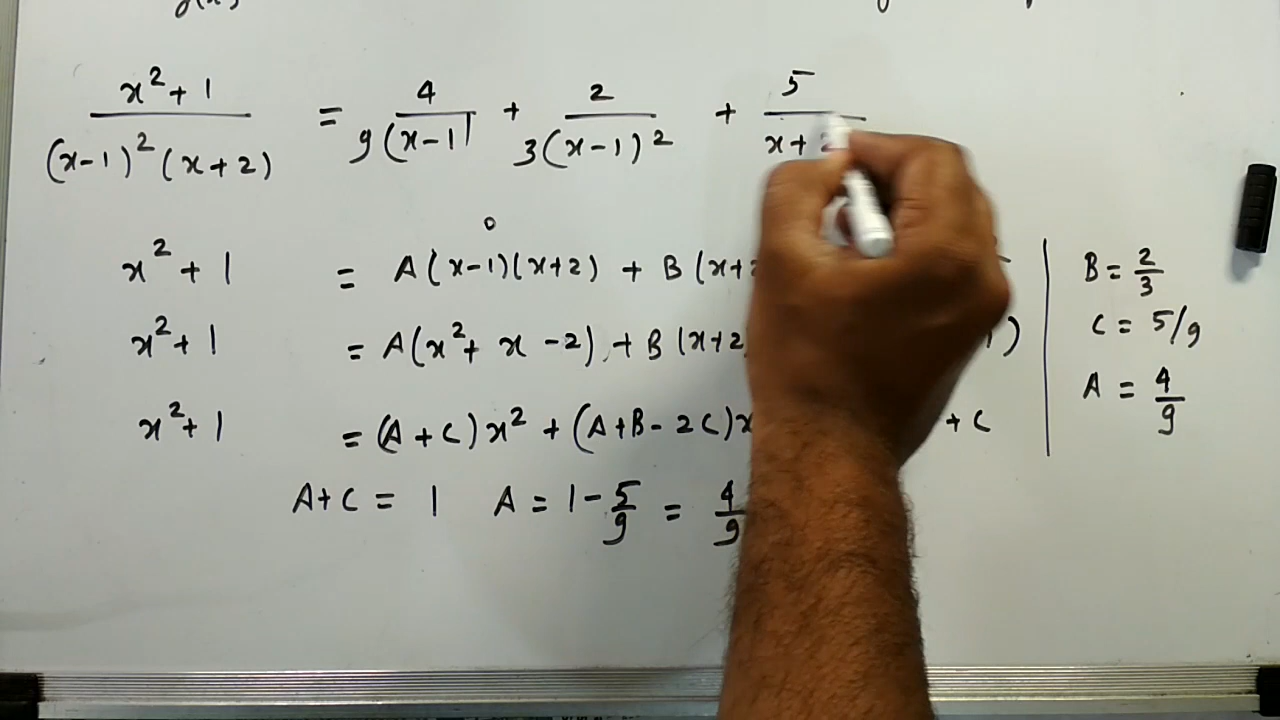 x² + 1 / (x-1)² (x+2) = 4 / 9(x-1) + 2 / 3(x-1)² + 5 / x+2
0
x² + 1 = A(x-1)(x+2) + B(x+2 B = 2/3
C = 5/9
x² + 1 = A(x² + x - 2) + B(x+2 1)
A = 4/9
x² + 1 = (A+C)x² + (A+B-2C)x + C
A+C = 1 A = 1 - 5/9 = 4/9